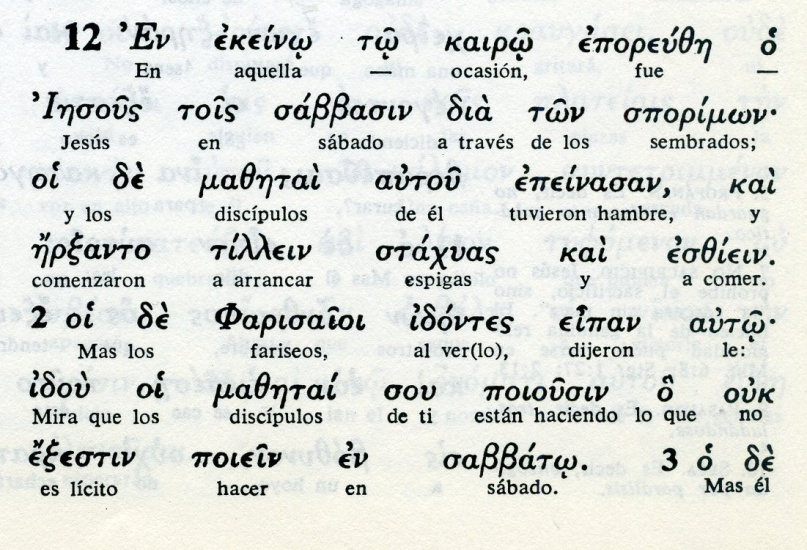 12 Ἐν ἐκείνῳ τῷ καιρῷ ἐπορεύθη ὁ
En aquella — ocasión, fue —
Ἰησοῦς τοῖς σάββασιν διὰ τῶν σπορίμων·
Jesús en sábado a través de los sembrados;
οἱ δὲ μαθηταὶ αὐτοῦ ἐπείνασαν, καὶ
y los discípulos de él tuvieron hambre, y
ἤρξαντο τίλλειν στάχυας καὶ ἐσθίειν.
comenzaron a arrancar espigas y a comer.
2 οἱ δὲ Φαρισαῖοι ἰδόντες εἶπαν, αὐτῷ·
Mas los fariseos, al ver(lo), dijeron le:
ἰδοὺ οἱ μαθηταί σου ποιοῦσιν ὃ οὐκ
Mira que los discípulos de ti están haciendo lo que no
ἔξεστιν ποιεῖν ἐν σαββάτῳ. 3 ὁ δὲ
es lícito hacer en sábado. Mas él